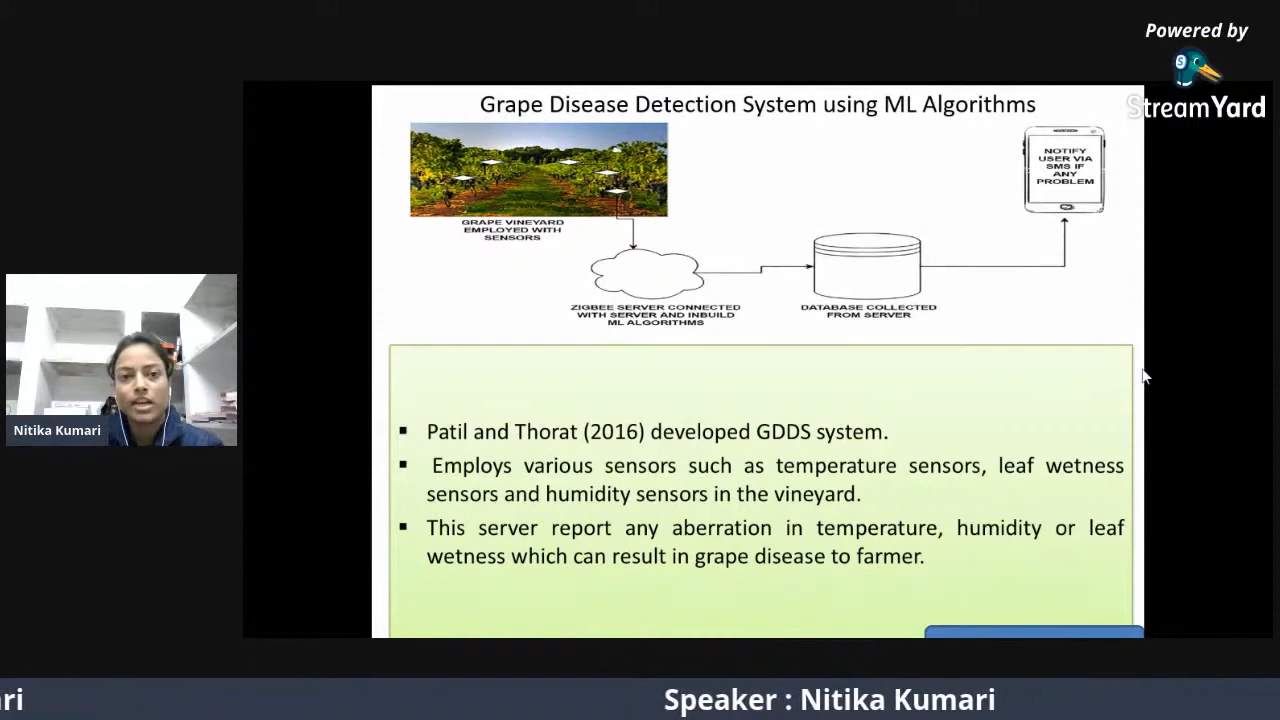 Powered by
StreamYard
Grape Disease Detection System using ML Algorithms
NOTIFY
USER VIA
SMS IF
ANY
PROBLEM
GRAPE VINEYARD
EMPLOYED WITH
SENSORS
ZIGBEE SERVER CONNECTED
WITH SERVER AND INBUILD
ML ALGORITHMS
DATABASE COLLECTED
FROM SERVER
Nitika Kumari
▪ Patil and Thorat (2016) developed GDDS system.
▪ Employs various sensors such as temperature sensors, leaf wetness
sensors and humidity sensors in the vineyard.
▪ This server report any aberration in temperature, humidity or leaf
wetness which can result in grape disease to farmer.
ri
Speaker : Nitika Kumari